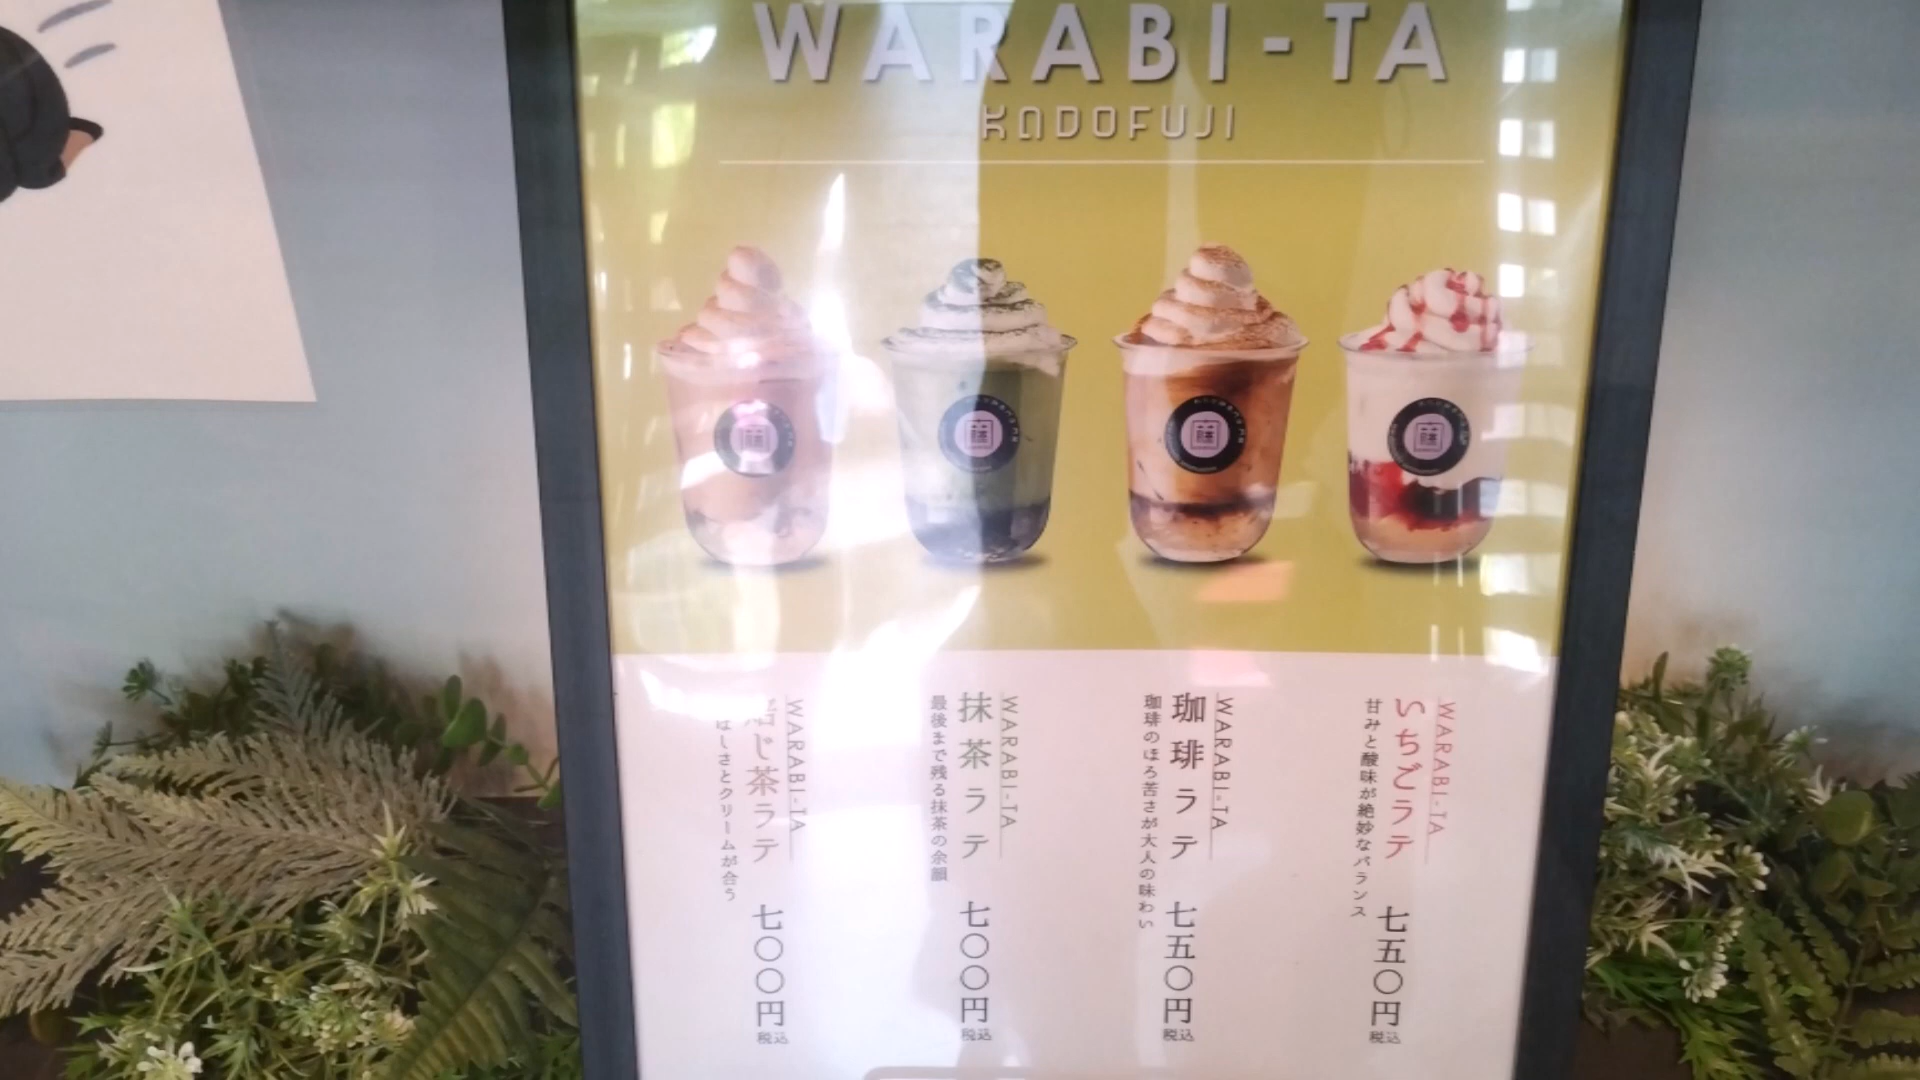 WARABI-TA
KADOFUJI
WARABI-TA
いちごラテ
甘みと酸味が絶妙なバランス
七五〇円
税込
WARABI-TA
珈琲ラテ
珈琲のほろ苦さが大人の味わい
七五〇円
税込
WARABI-TA
抹茶ラテ
最後まで残る抹茶の余韻
七〇〇円
税込
WARABI-TA
焙じ茶ラテ
ばしさとクリームが合う
七〇〇円
税込